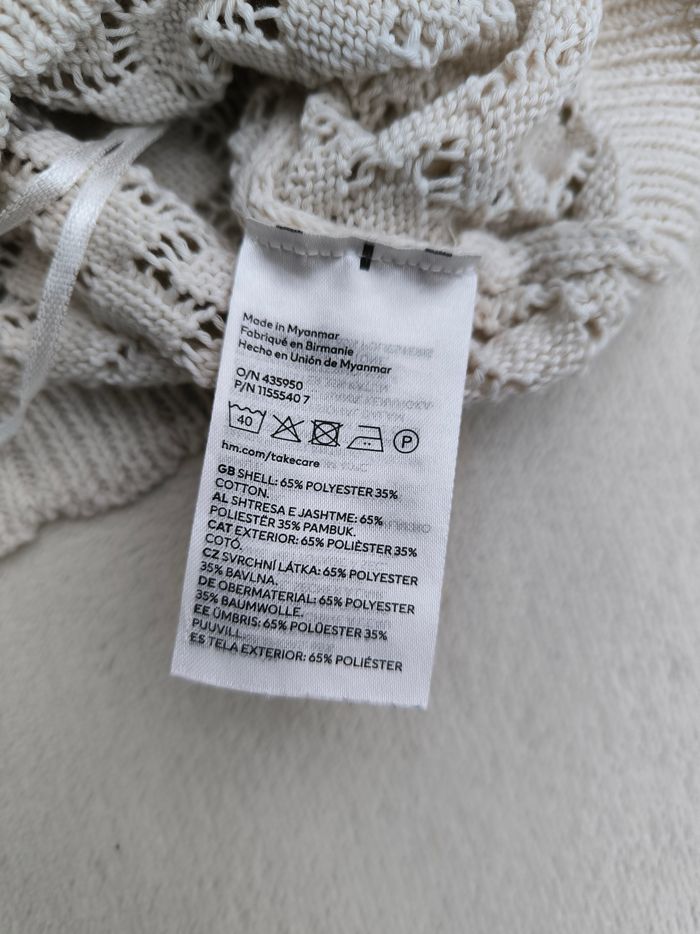 Made in Myanmar
Fabriqué en Birmanie
Hecho en Unión de Myanmar
O/N 435950
P/N 1155540 7
40 P
hm.com/takecare
GB SHELL: 65% POLYESTER 35%
COTTON.
AL SHTRESA E JASHTME: 65%
POLIESTËR 35% PAMBUK.
CAT EXTERIOR: 65% POLIÈSTER 35%
COTÓ.
CZ SVRCHNÍ LÁTKA: 65% POLYESTER
35% BAVLNA.
DE OBERMATERIAL: 65% POLYESTER
35% BAUMWOLLE.
EE ÜMBRIS: 65% POLÜESTER 35%
PUUVILL.
ES TELA EXTERIOR: 65% POLIÉSTER